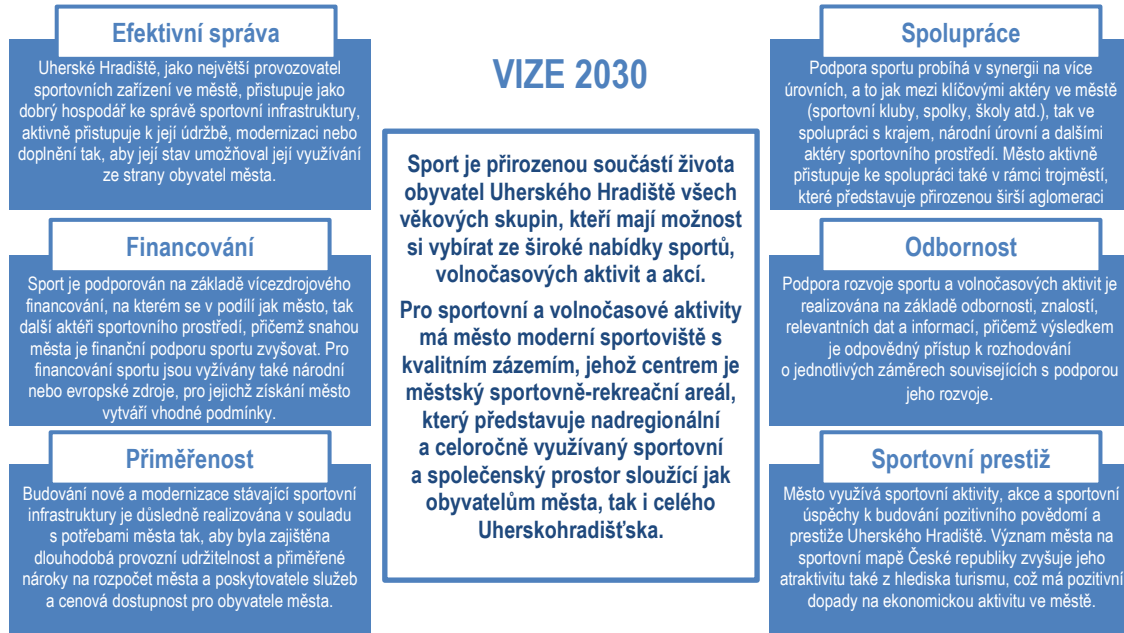 Efektivní správa
Uherské Hradiště, jako největší provozovatel
sportovních zařízení ve městě, přistupuje jako
dobrý hospodář ke správě sportovní infrastruktury,
aktivně přistupuje k její údržbě, modernizaci nebo
doplnění tak, aby její stav umožňoval její využívání
ze strany obyvatel města.
Financování
Sport je podporován na základě vícezdrojového
financování, na kterém se v podílí jak město, tak
další aktéři sportovního prostředí, přičemž snahou
města je finanční podporu sportu zvyšovat. Pro
financování sportu jsou vyžívány také národní
nebo evropské zdroje, pro jejichž získání město
vytváří vhodné podmínky.
Přiměřenost
Budování nové a modernizace stávající sportovní
infrastruktury je důsledně realizována v souladu
s potřebami města tak, aby byla zajištěna
dlouhodobá provozní udržitelnost a přiměřené
nároky na rozpočet města a poskytovatele služeb
a cenová dostupnost pro obyvatele města.
VIZE 2030
Sport je přirozenou součástí života
obyvatel Uherského Hradiště všech
věkových skupin, kteří mají možnost
si vybírat ze široké nabídky sportů,
volnočasových aktivit a akcí.
Pro sportovní a volnočasové aktivity
má město moderní sportoviště s
kvalitním zázemím, jehož centrem je
městský sportovně-rekreační areál,
který představuje nadregionální
a celoročně využívaný sportovní
a společenský prostor sloužící jak
obyvatelům města, tak i celého
Uherskohradišťska.
Spolupráce
Podpora sportu probíhá v synergii na více
úrovních, a to jak mezi klíčovými aktéry ve městě
(sportovní kluby, spolky, školy atd.), tak ve
spolupráci s krajem, národní úrovní a dalšími
aktéry sportovního prostředí. Město aktivně
přistupuje ke spolupráci také v rámci trojměstí,
které představuje přirozenou širší aglomeraci
Odbornost
Podpora rozvoje sportu a volnočasových aktivit je
realizována na základě odbornosti, znalostí,
relevantních dat a informací, přičemž výsledkem
je odpovědný přístup k rozhodování
o jednotlivých záměrech souvisejících s podporou
jeho rozvoje.
Sportovní prestiž
Město využívá sportovní aktivity, akce a sportovní
úspěchy k budování pozitivního povědomí a
prestiže Uherského Hradiště. Význam města na
sportovní mapě České republiky zvyšuje jeho
atraktivitu také z hlediska turismu, což má pozitivní
dopady na ekonomickou aktivitu ve městě.